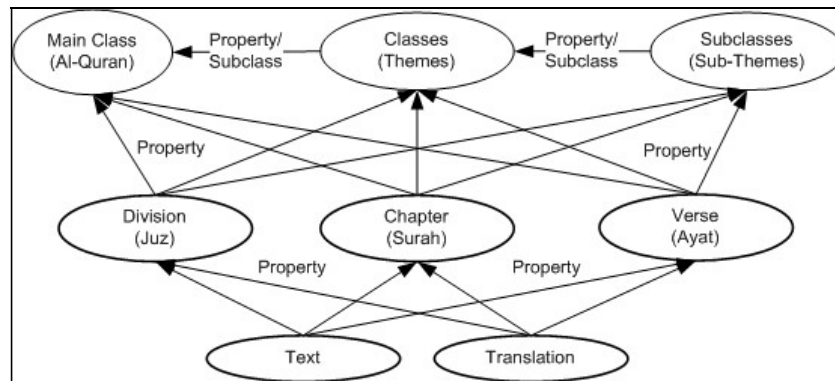 Main Class
(Al-Quran)
Property/
Subclass
Classes
(Themes)
Property/
Subclass
Subclasses
(Sub-Themes)
Property
Property
Division
(Juz)
Chapter
(Surah)
Verse
(Ayat)
Property
Property
Text
Translation